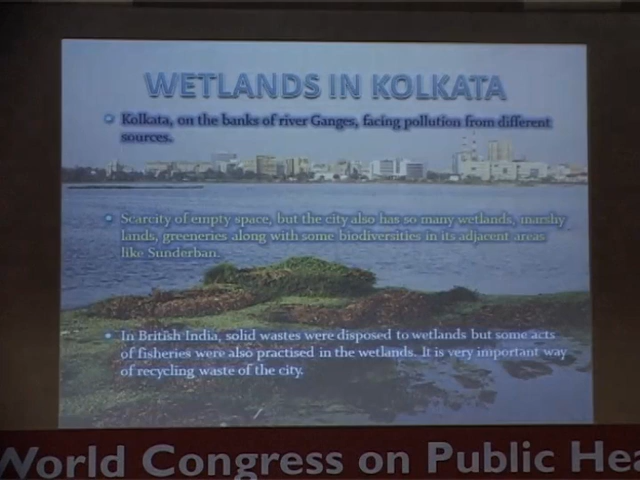 WETLANDS IN KOLKATA
Kolkata, on the banks of river Ganges, facing pollution from different
sources.
Scarcity of empty space, but the city also has so many wetlands, marshy
lands, greeneries along with some biodiversities in its adjacent areas
like Sunderban.
In British India, solid wastes were disposed to wetlands but some acts
of fisheries were also practised in the wetlands. It is very important way
of recycling waste of the city.
World Congress on Public Hea